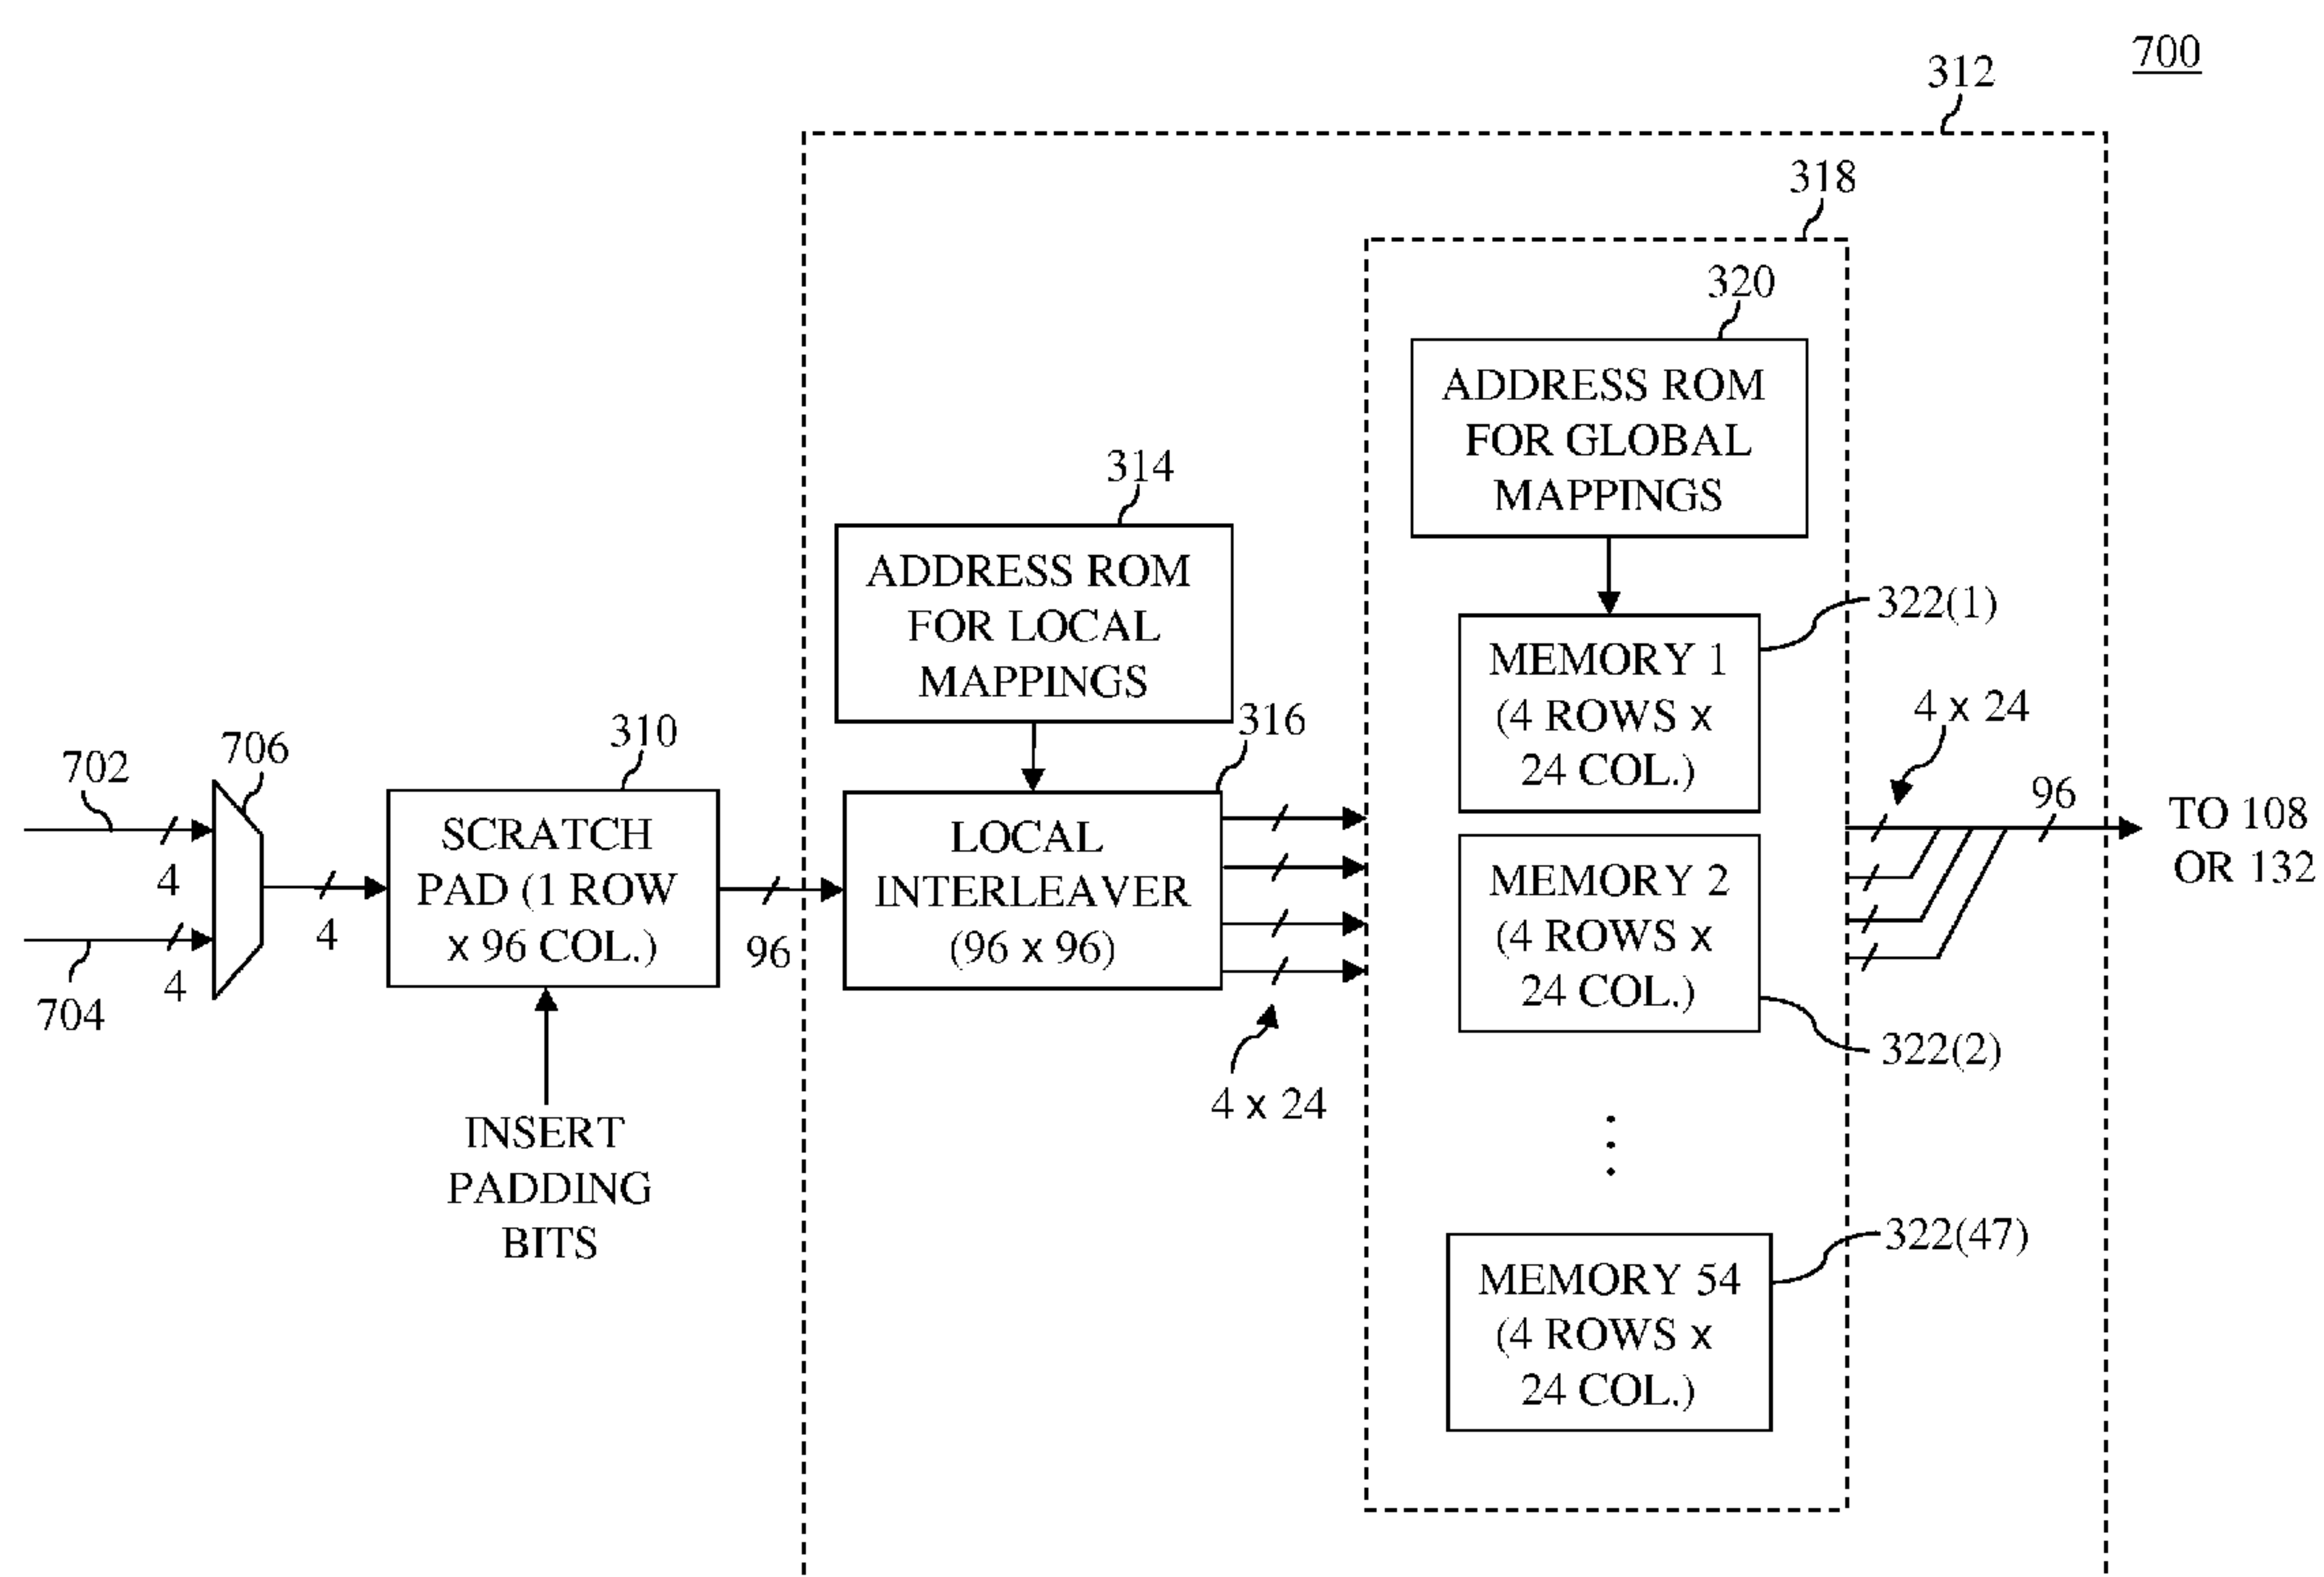 700
312
318
320
ADDRESS ROM
FOR GLOBAL
MAPPINGS
314
ADDRESS ROM
FOR LOCAL
MAPPINGS
322(1)
MEMORY 1
(4 ROWS x
24 COL.)
4 x 24
96
TO 108
OR 132
702
706
310
316
4
SCRATCH
PAD (1 ROW
x 96 COL.)
4
96
LOCAL
INTERLEAVER
(96 x 96)
MEMORY 2
(4 ROWS x
24 COL.)
704
4
322(2)
4 x 24
INSERT
PADDING
BITS
322(47)
MEMORY 54
(4 ROWS x
24 COL.)